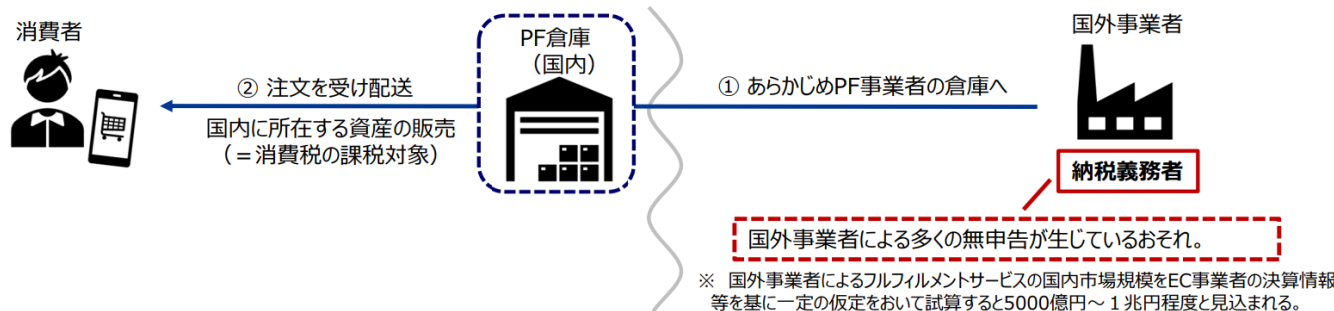 消費者
PF倉庫
（国内）
国外事業者
② 注文を受け配送
① あらかじめPF事業者の倉庫へ
国内に所在する資産の販売
（＝消費税の課税対象）
納税義務者
国外事業者による多くの無申告が生じているおそれ。
※ 国外事業者によるフルフィルメントサービスの国内市場規模をEC事業者の決算情報
等を基に一定の仮定をおいて試算すると5000億円～１兆円程度と見込まれる。